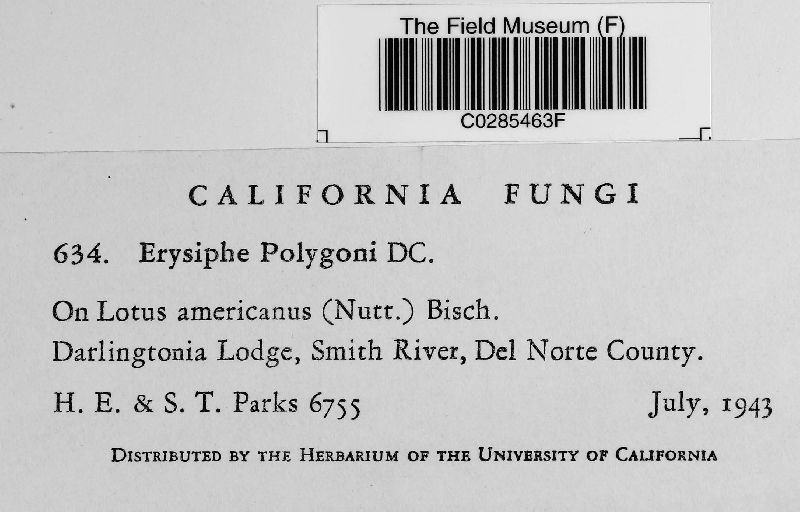 The Field Museum (F)
C0285463F
CALIFORNIA FUNGI
634. Erysiphe Polygoni DC.
On Lotus americanus (Nutt.) Bisch.
Darlingtonia Lodge, Smith River, Del Norte County.
H. E. & S. T. Parks 6755 July, 1943
DISTRIBUTED BY THE HERBARIUM OF THE UNIVERSITY OF CALIFORNIA